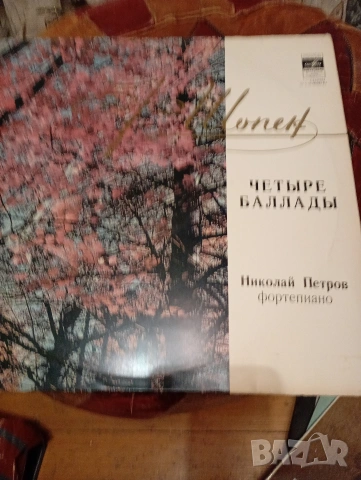 Шопен
ЧЕТЫРЕ
БАЛЛАДЫ
Николай Петров
фортепиано
BAZAR